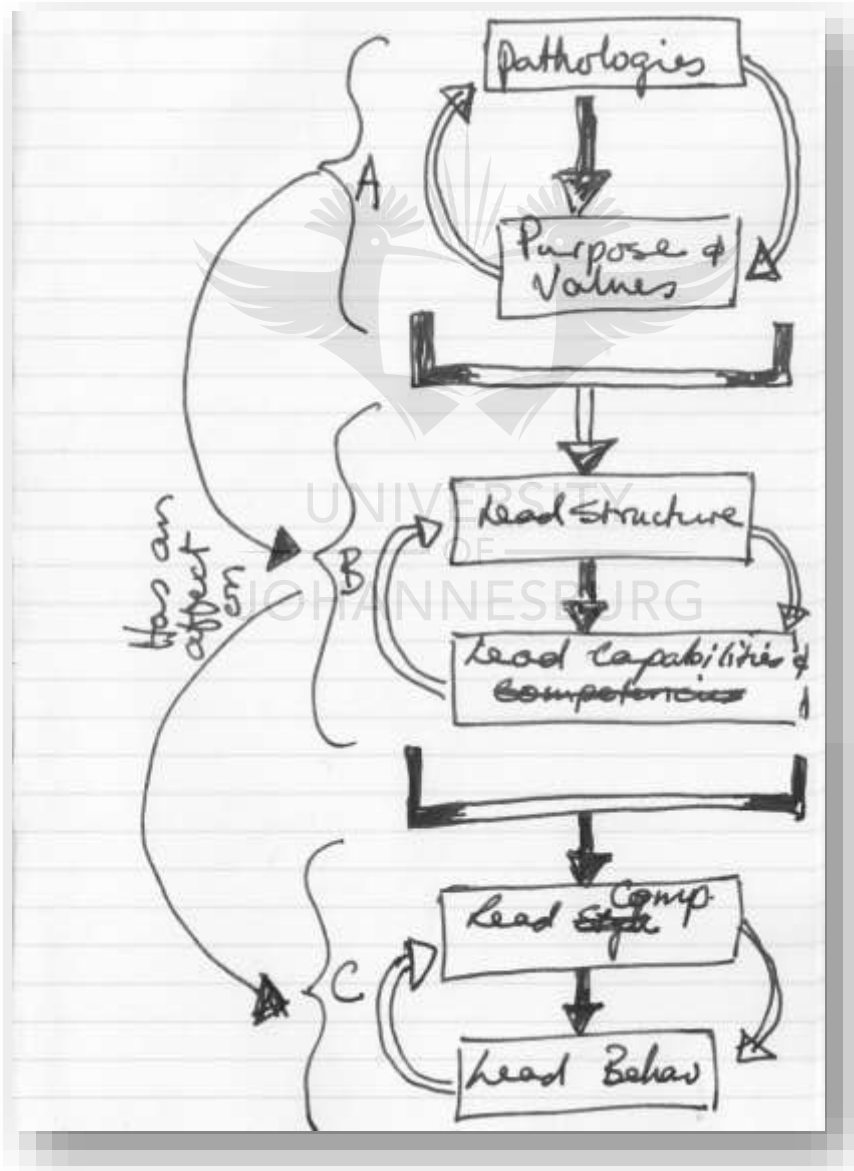 Pathologies
A
Purpose &
Values
UNIVERSITY
OF
JOHANNESBURG
Lead Structure
B
Has an
affect
on
Lead Capabilities &
Competencies
Comp.
Lead Style
C
Lead Behav